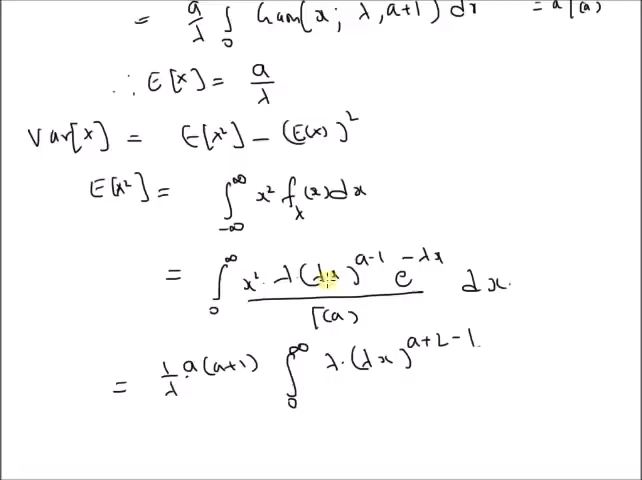 = a/λ ∫₀^∞ Gam(x; λ, a+1) dx = a Γ(a)
∴ E[x] = a/λ
Var[x] = E[x²] − (E(x))²
E[x²] = ∫_{-∞}^{∞} x² f_x(x) dx
= ∫₀^∞ x² · λ·(λx)^{a-1} e^{-λx} / Γ(a) dx.
= 1/λ · a(a+1) ∫₀^∞ λ·(λx)^{a+2-1}